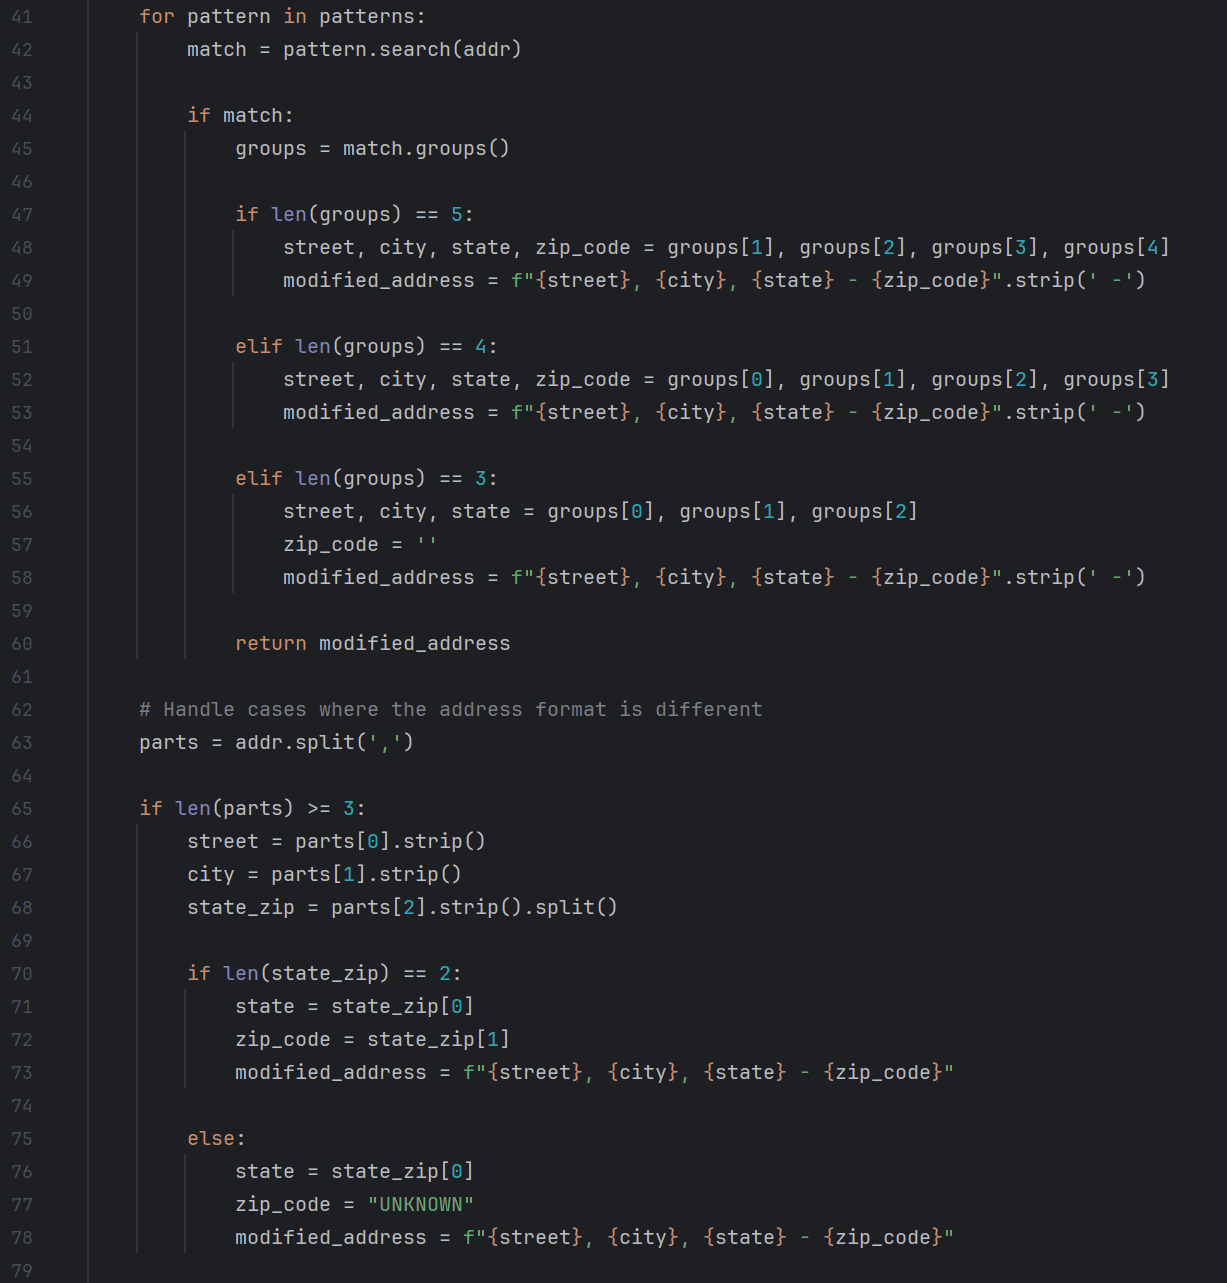 41 for pattern in patterns:
42 match = pattern.search(addr)
43
44 if match:
45 groups = match.groups()
46
47 if len(groups) == 5:
48 street, city, state, zip_code = groups[1], groups[2], groups[3], groups[4]
49 modified_address = f"{street}, {city}, {state} - {zip_code}".strip(' -')
50
51 elif len(groups) == 4:
52 street, city, state, zip_code = groups[0], groups[1], groups[2], groups[3]
53 modified_address = f"{street}, {city}, {state} - {zip_code}".strip(' -')
54
55 elif len(groups) == 3:
56 street, city, state = groups[0], groups[1], groups[2]
57 zip_code = ''
58 modified_address = f"{street}, {city}, {state} - {zip_code}".strip(' -')
59
60 return modified_address
61
62 # Handle cases where the address format is different
63 parts = addr.split(',')
64
65 if len(parts) >= 3:
66 street = parts[0].strip()
67 city = parts[1].strip()
68 state_zip = parts[2].strip().split()
69
70 if len(state_zip) == 2:
71 state = state_zip[0]
72 zip_code = state_zip[1]
73 modified_address = f"{street}, {city}, {state} - {zip_code}"
74
75 else:
76 state = state_zip[0]
77 zip_code = "UNKNOWN"
78 modified_address = f"{street}, {city}, {state} - {zip_code}"
79